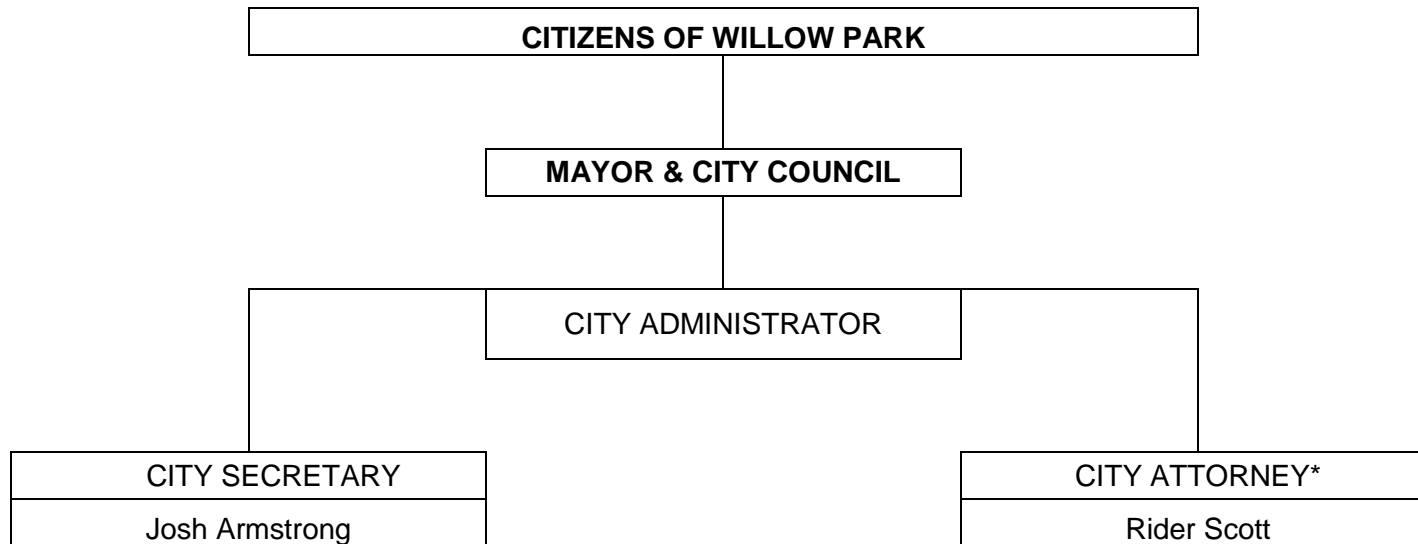 CITIZENS OF WILLOW PARK
MAYOR & CITY COUNCIL
CITY ADMINISTRATOR
CITY SECRETARY
Josh Armstrong
CITY ATTORNEY*
Rider Scott